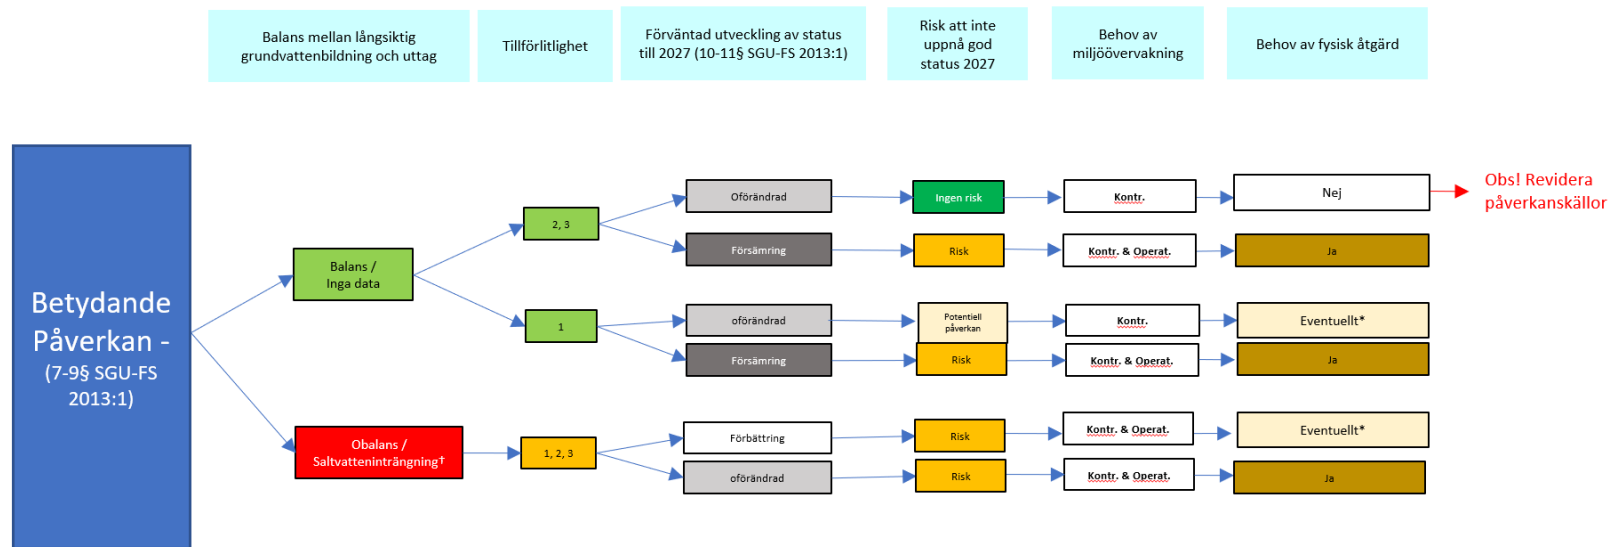 Balans mellan långsiktig
grundvattenbildning och uttag
Tillförlitlighet
Förväntad utveckling av status
till 2027 (10-11§ SGU-FS 2013:1)
Risk att inte
uppnå god
status 2027
Behov av
miljöövervakning
Behov av fysisk åtgärd
Betydande
Påverkan -
(7-9§ SGU-FS
2013:1)
Balans /
Inga data
2, 3
Oförändrad
Ingen risk
Kontr.
Nej
Obs! Revidera
påverkanskällor
Försämring
Risk
Kontr. & Operat.
Ja
1
oförändrad
Potentiell
påverkan
Kontr.
Eventuellt*
Försämring
Risk
Kontr. & Operat.
Ja
Obalans /
Saltvatteninträngning†
1, 2, 3
Förbättring
Risk
Kontr. & Operat.
Eventuellt*
oförändrad
Risk
Kontr. & Operat.
Ja